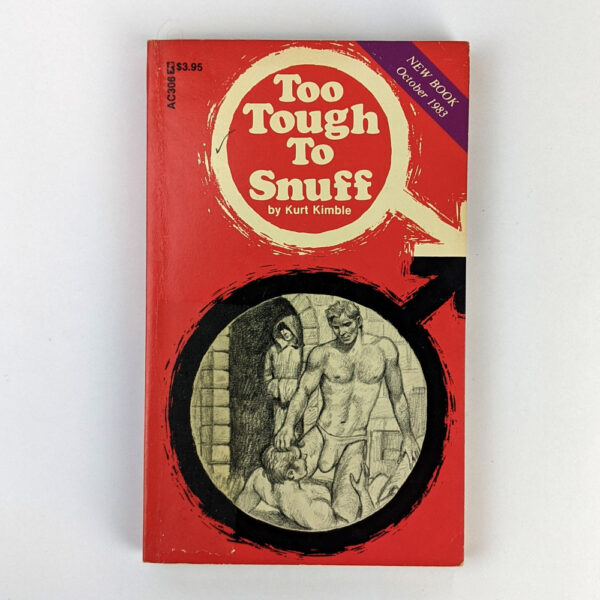 AC306 $3.95
NEW BOOK
October 1983
Too
Tough
To
Snuff
by Kurt Kimble